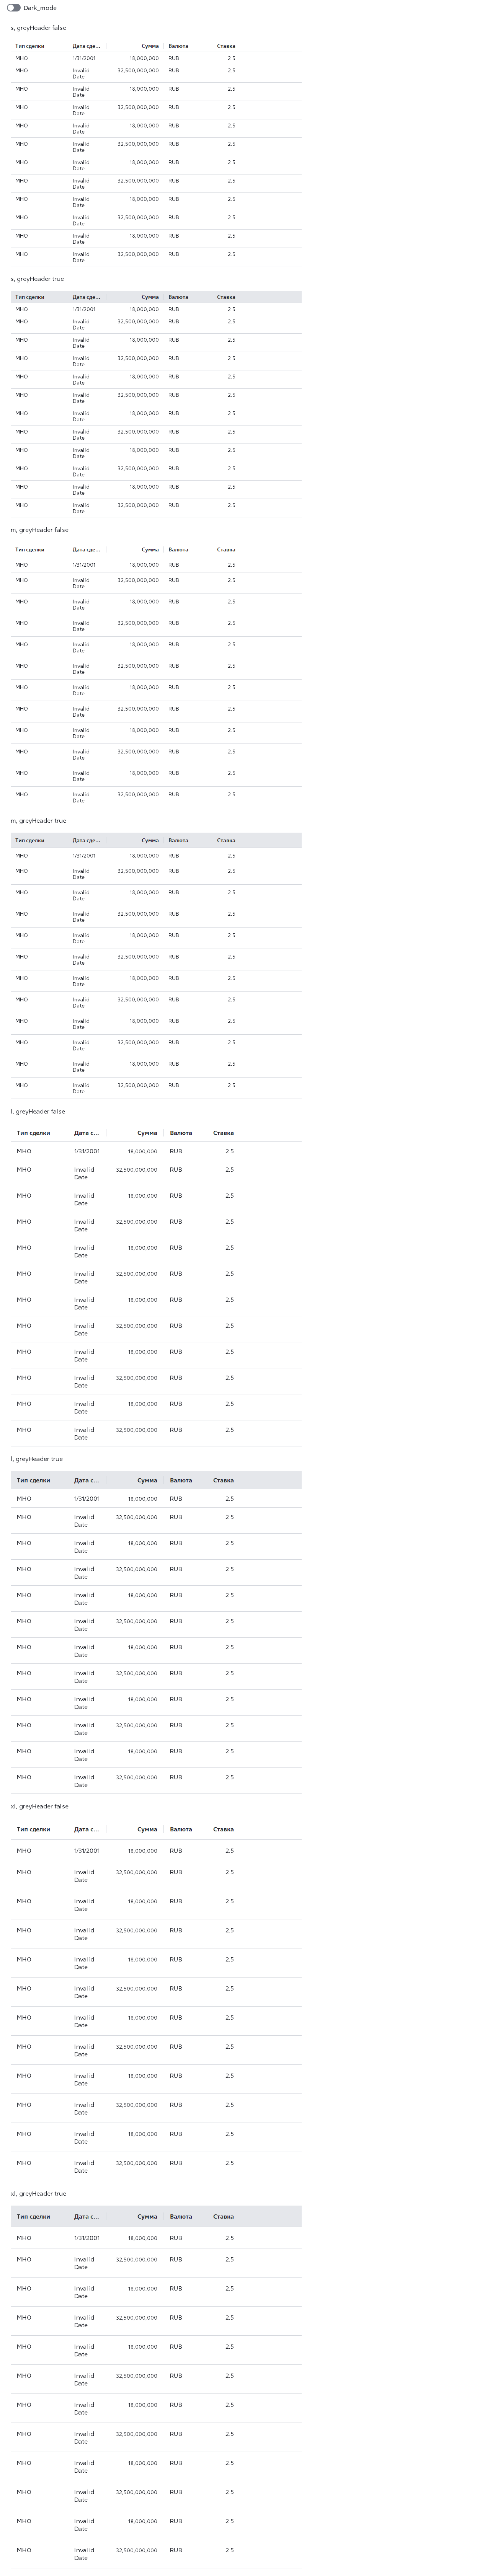 Dark_mode
s, greyHeader false
Тип сделки Дата сде... Сумма Валюта Ставка
МНО 1/31/2001 18,000,000 RUB 2.5
МНО Invalid 32,500,000,000 RUB 2.5
Date
МНО Invalid 18,000,000 RUB 2.5
Date
МНО Invalid 32,500,000,000 RUB 2.5
Date
МНО Invalid 18,000,000 RUB 2.5
Date
МНО Invalid 32,500,000,000 RUB 2.5
Date
МНО Invalid 18,000,000 RUB 2.5
Date
МНО Invalid 32,500,000,000 RUB 2.5
Date
МНО Invalid 18,000,000 RUB 2.5
Date
МНО Invalid 32,500,000,000 RUB 2.5
Date
МНО Invalid 18,000,000 RUB 2.5
Date
МНО Invalid 32,500,000,000 RUB 2.5
Date
s, greyHeader true
Тип сделки Дата сде... Сумма Валюта Ставка
МНО 1/31/2001 18,000,000 RUB 2.5
МНО Invalid 32,500,000,000 RUB 2.5
Date
МНО Invalid 18,000,000 RUB 2.5
Date
МНО Invalid 32,500,000,000 RUB 2.5
Date
МНО Invalid 18,000,000 RUB 2.5
Date
МНО Invalid 32,500,000,000 RUB 2.5
Date
МНО Invalid 18,000,000 RUB 2.5
Date
МНО Invalid 32,500,000,000 RUB 2.5
Date
МНО Invalid 18,000,000 RUB 2.5
Date
МНО Invalid 32,500,000,000 RUB 2.5
Date
МНО Invalid 18,000,000 RUB 2.5
Date
МНО Invalid 32,500,000,000 RUB 2.5
Date
m, greyHeader false
Тип сделки Дата сде... Сумма Валюта Ставка
МНО 1/31/2001 18,000,000 RUB 2.5
МНО Invalid 32,500,000,000 RUB 2.5
Date
МНО Invalid 18,000,000 RUB 2.5
Date
МНО Invalid 32,500,000,000 RUB 2.5
Date
МНО Invalid 18,000,000 RUB 2.5
Date
МНО Invalid 32,500,000,000 RUB 2.5
Date
МНО Invalid 18,000,000 RUB 2.5
Date
МНО Invalid 32,500,000,000 RUB 2.5
Date
МНО Invalid 18,000,000 RUB 2.5
Date
МНО Invalid 32,500,000,000 RUB 2.5
Date
МНО Invalid 18,000,000 RUB 2.5
Date
МНО Invalid 32,500,000,000 RUB 2.5
Date
m, greyHeader true
Тип сделки Дата сде... Сумма Валюта Ставка
МНО 1/31/2001 18,000,000 RUB 2.5
МНО Invalid 32,500,000,000 RUB 2.5
Date
МНО Invalid 18,000,000 RUB 2.5
Date
МНО Invalid 32,500,000,000 RUB 2.5
Date
МНО Invalid 18,000,000 RUB 2.5
Date
МНО Invalid 32,500,000,000 RUB 2.5
Date
МНО Invalid 18,000,000 RUB 2.5
Date
МНО Invalid 32,500,000,000 RUB 2.5
Date
МНО Invalid 18,000,000 RUB 2.5
Date
МНО Invalid 32,500,000,000 RUB 2.5
Date
МНО Invalid 18,000,000 RUB 2.5
Date
МНО Invalid 32,500,000,000 RUB 2.5
Date
l, greyHeader false
Тип сделки Дата с... Сумма Валюта Ставка
МНО 1/31/2001 18,000,000 RUB 2.5
МНО Invalid 32,500,000,000 RUB 2.5
Date
МНО Invalid 18,000,000 RUB 2.5
Date
МНО Invalid 32,500,000,000 RUB 2.5
Date
МНО Invalid 18,000,000 RUB 2.5
Date
МНО Invalid 32,500,000,000 RUB 2.5
Date
МНО Invalid 18,000,000 RUB 2.5
Date
МНО Invalid 32,500,000,000 RUB 2.5
Date
МНО Invalid 18,000,000 RUB 2.5
Date
МНО Invalid 32,500,000,000 RUB 2.5
Date
МНО Invalid 18,000,000 RUB 2.5
Date
МНО Invalid 32,500,000,000 RUB 2.5
Date
l, greyHeader true
Тип сделки Дата с... Сумма Валюта Ставка
МНО 1/31/2001 18,000,000 RUB 2.5
МНО Invalid 32,500,000,000 RUB 2.5
Date
МНО Invalid 18,000,000 RUB 2.5
Date
МНО Invalid 32,500,000,000 RUB 2.5
Date
МНО Invalid 18,000,000 RUB 2.5
Date
МНО Invalid 32,500,000,000 RUB 2.5
Date
МНО Invalid 18,000,000 RUB 2.5
Date
МНО Invalid 32,500,000,000 RUB 2.5
Date
МНО Invalid 18,000,000 RUB 2.5
Date
МНО Invalid 32,500,000,000 RUB 2.5
Date
МНО Invalid 18,000,000 RUB 2.5
Date
МНО Invalid 32,500,000,000 RUB 2.5
Date
xl, greyHeader false
Тип сделки Дата с... Сумма Валюта Ставка
МНО 1/31/2001 18,000,000 RUB 2.5
МНО Invalid 32,500,000,000 RUB 2.5
Date
МНО Invalid 18,000,000 RUB 2.5
Date
МНО Invalid 32,500,000,000 RUB 2.5
Date
МНО Invalid 18,000,000 RUB 2.5
Date
МНО Invalid 32,500,000,000 RUB 2.5
Date
МНО Invalid 18,000,000 RUB 2.5
Date
МНО Invalid 32,500,000,000 RUB 2.5
Date
МНО Invalid 18,000,000 RUB 2.5
Date
МНО Invalid 32,500,000,000 RUB 2.5
Date
МНО Invalid 18,000,000 RUB 2.5
Date
МНО Invalid 32,500,000,000 RUB 2.5
Date
xl, greyHeader true
Тип сделки Дата с... Сумма Валюта Ставка
МНО 1/31/2001 18,000,000 RUB 2.5
МНО Invalid 32,500,000,000 RUB 2.5
Date
МНО Invalid 18,000,000 RUB 2.5
Date
МНО Invalid 32,500,000,000 RUB 2.5
Date
МНО Invalid 18,000,000 RUB 2.5
Date
МНО Invalid 32,500,000,000 RUB 2.5
Date
МНО Invalid 18,000,000 RUB 2.5
Date
МНО Invalid 32,500,000,000 RUB 2.5
Date
МНО Invalid 18,000,000 RUB 2.5
Date
МНО Invalid 32,500,000,000 RUB 2.5
Date
МНО Invalid 18,000,000 RUB 2.5
Date
МНО Invalid 32,500,000,000 RUB 2.5
Date